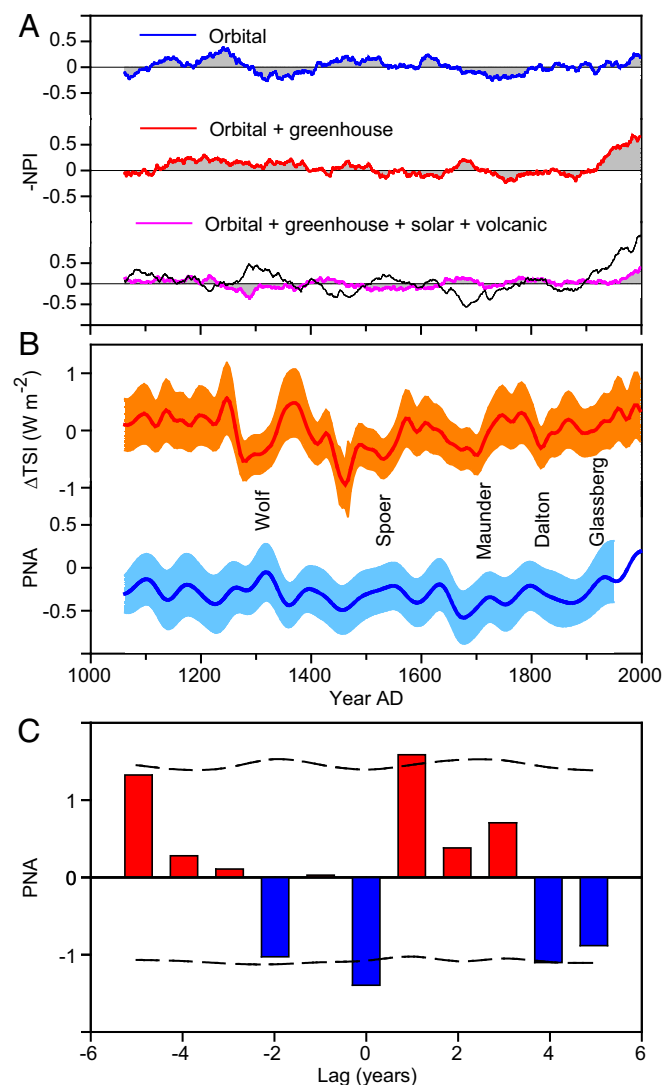 A
Orbital
0.5
0
-0.5
Orbital + greenhouse
-NPI
0.5
0
-0.5
Orbital + greenhouse + solar + volcanic
0.5
0
-0.5
B
ΔTSI (W m⁻²)
1
0
-1
Wolf
Spoer
Maunder
Dalton
Glassberg
PNA
0.5
0
-0.5
1000 1200 1400 1600 1800 2000
Year AD
C
PNA
1
0
-1
-6 -4 -2 0 2 4 6
Lag (years)